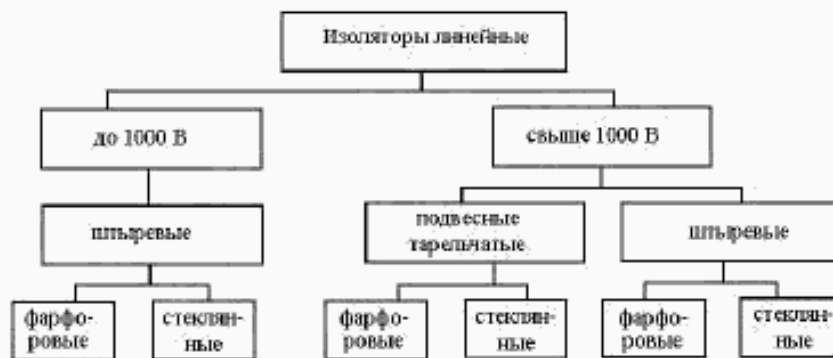 Изоляторы линейные
до 1000 В
свыше 1000 В
штыревые
подвесные
тарельчатые
штыревые
фарфо-
ровые
стеклян-
ные
фарфо-
ровые
стеклян-
ные
фарфо-
ровые
стеклян-
ные